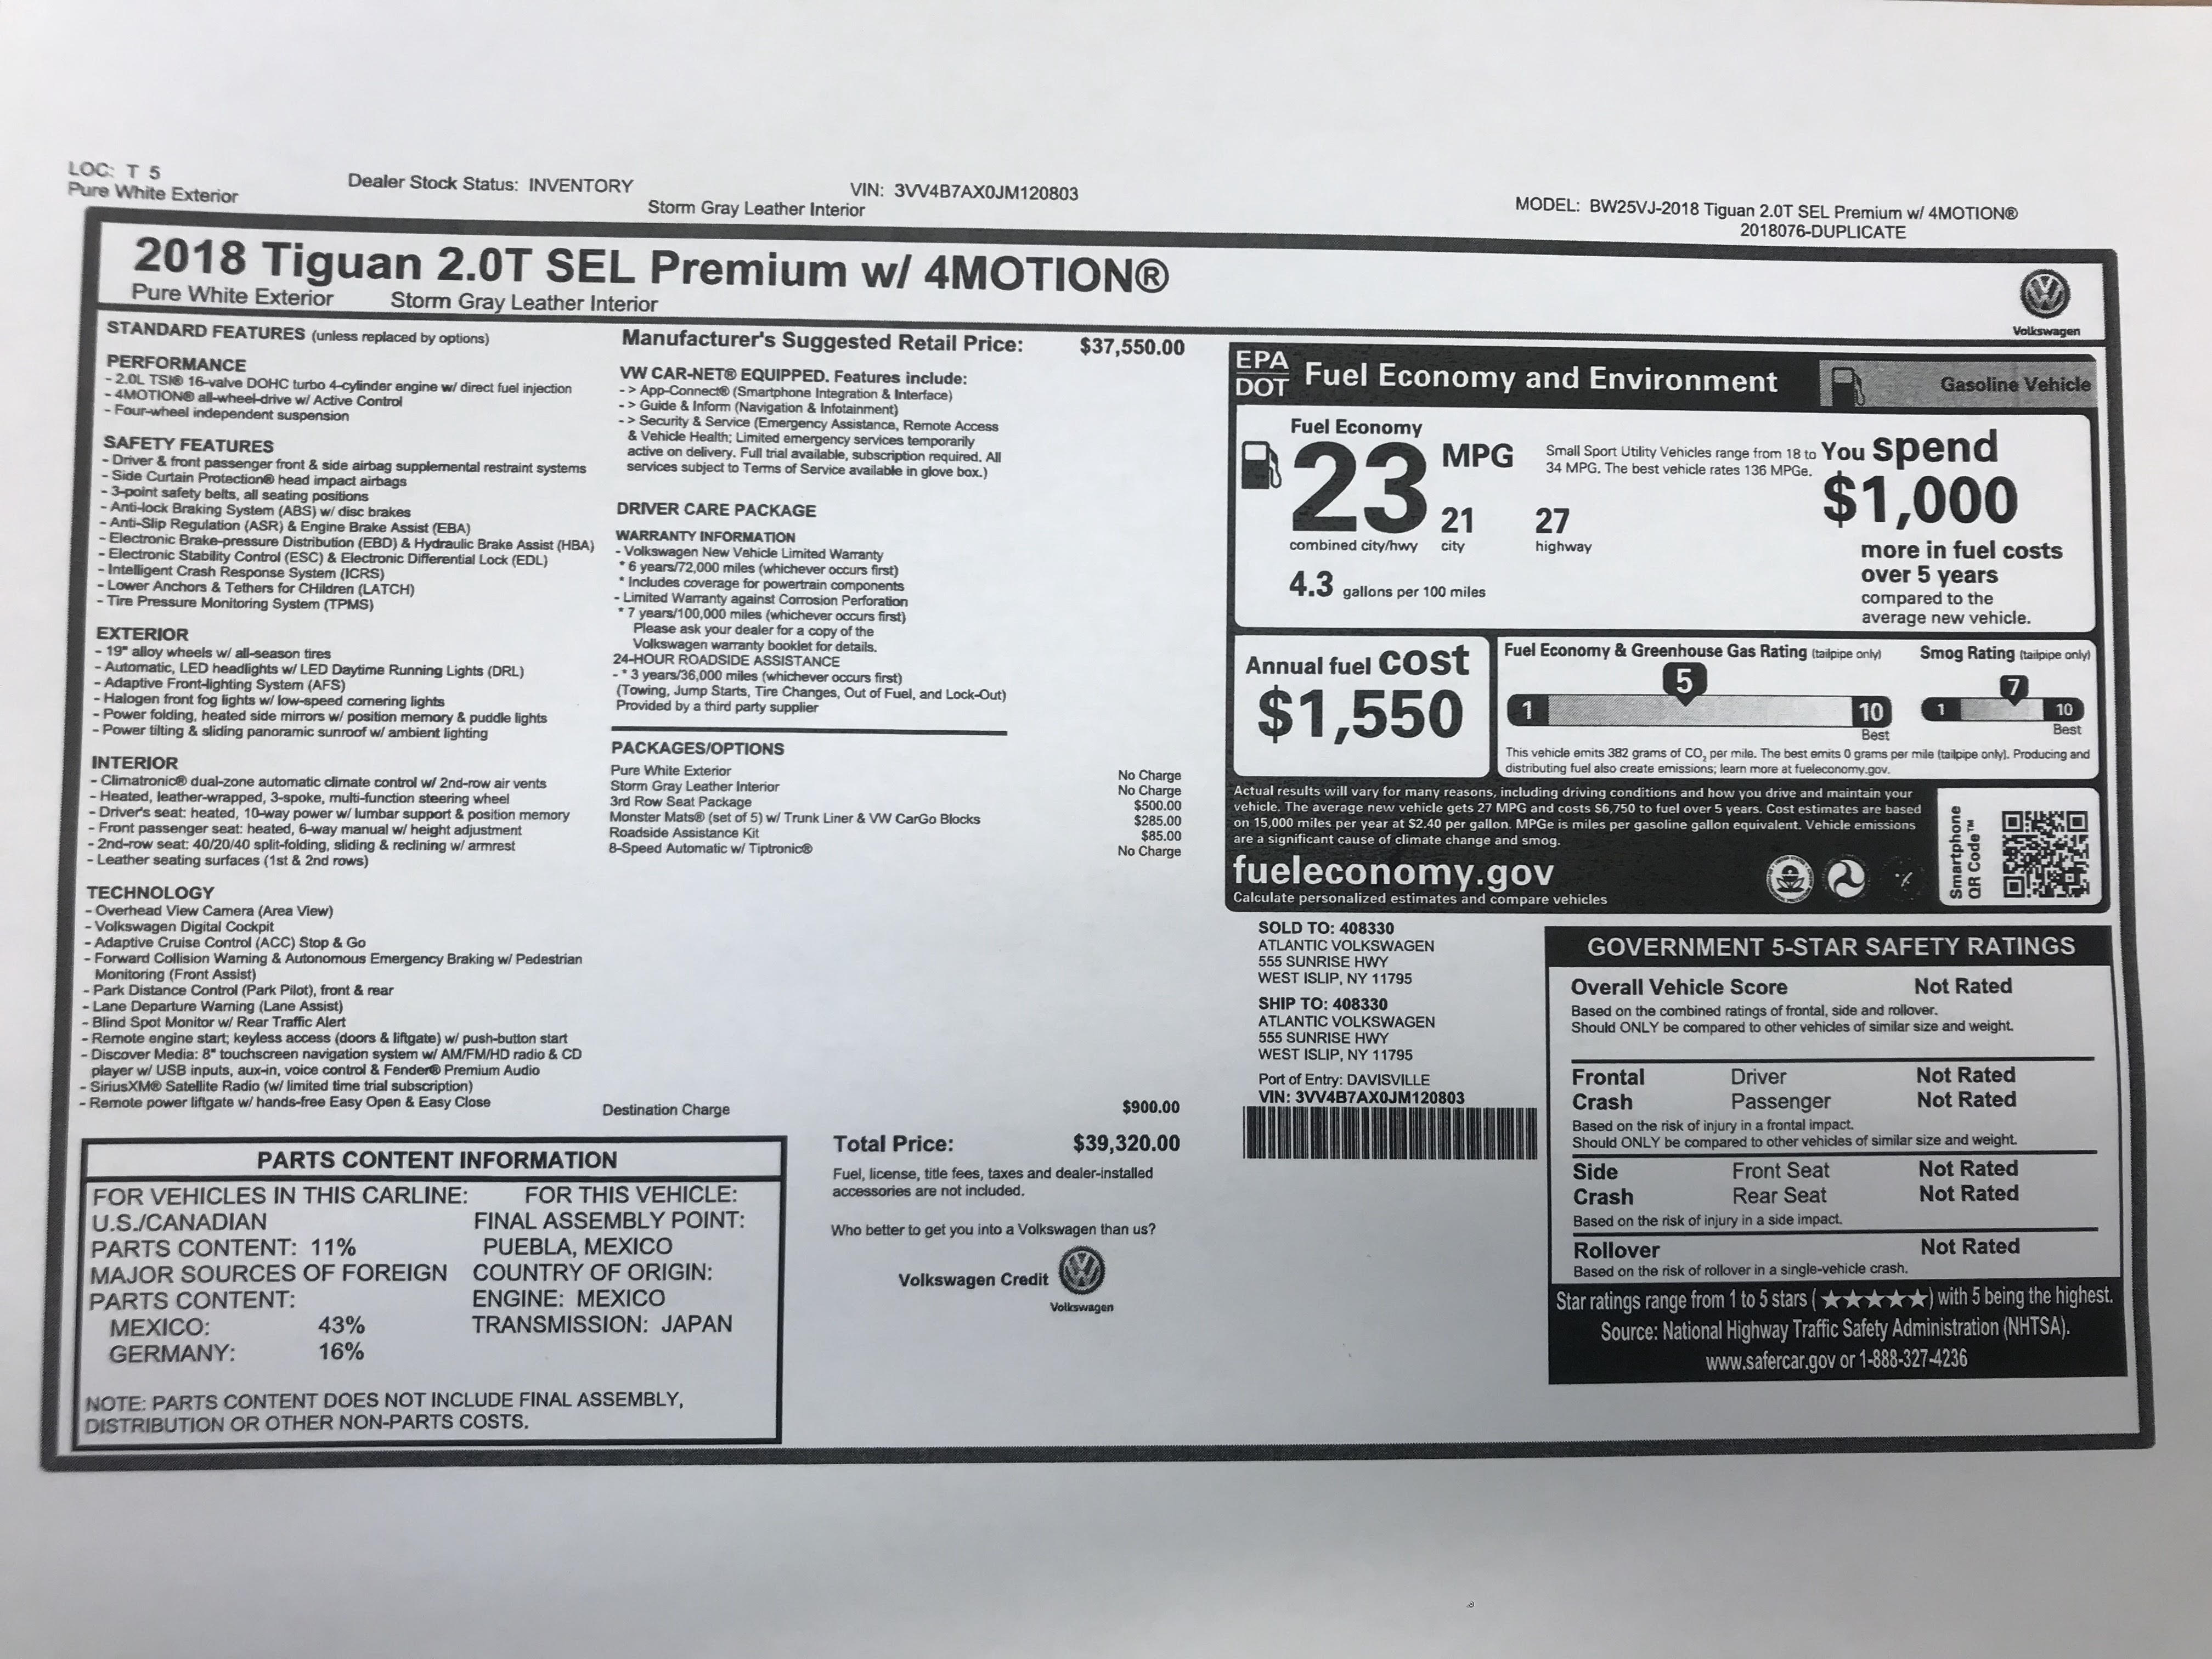 LOC: T 5
Pure White Exterior
Dealer Stock Status: INVENTORY
VIN: 3VV4B7AX0JM120803
Storm Gray Leather Interior
MODEL: BW25VJ-2018 Tiguan 2.0T SEL Premium w/ 4MOTION®
2018076-DUPLICATE
2018 Tiguan 2.0T SEL Premium w/ 4MOTION®
Pure White Exterior Storm Gray Leather Interior
Volkswagen
STANDARD FEATURES (unless replaced by options)
PERFORMANCE
- 2.0L TSI® 16-valve DOHC turbo 4-cylinder engine w/ direct fuel injection
- 4MOTION® all-wheel-drive w/ Active Control
- Four-wheel independent suspension
SAFETY FEATURES
- Driver & front passenger front & side airbag supplemental restraint systems
- Side Curtain Protection® head impact airbags
- 3-point safety belts, all seating positions
- Anti-lock Braking System (ABS) w/ disc brakes
- Anti-Slip Regulation (ASR) & Engine Brake Assist (EBA)
- Electronic Brake-pressure Distribution (EBD) & Hydraulic Brake Assist (HBA)
- Electronic Stability Control (ESC) & Electronic Differential Lock (EDL)
- Intelligent Crash Response System (ICRS)
- Lower Anchors & Tethers for CHildren (LATCH)
- Tire Pressure Monitoring System (TPMS)
EXTERIOR
- 19" alloy wheels w/ all-season tires
- Automatic, LED headlights w/ LED Daytime Running Lights (DRL)
- Adaptive Front-lighting System (AFS)
- Halogen front fog lights w/ low-speed cornering lights
- Power folding, heated side mirrors w/ position memory & puddle lights
- Power tilting & sliding panoramic sunroof w/ ambient lighting
INTERIOR
- Climatronic® dual-zone automatic climate control w/ 2nd-row air vents
- Heated, leather-wrapped, 3-spoke, multi-function steering wheel
- Driver's seat: heated, 10-way power w/ lumbar support & position memory
- Front passenger seat: heated, 6-way manual w/ height adjustment
- 2nd-row seat: 40/20/40 split-folding, sliding & reclining w/ armrest
- Leather seating surfaces (1st & 2nd rows)
TECHNOLOGY
- Overhead View Camera (Area View)
- Volkswagen Digital Cockpit
- Adaptive Cruise Control (ACC) Stop & Go
- Forward Collision Warning & Autonomous Emergency Braking w/ Pedestrian
Monitoring (Front Assist)
- Park Distance Control (Park Pilot), front & rear
- Lane Departure Warning (Lane Assist)
- Blind Spot Monitor w/ Rear Traffic Alert
- Remote engine start; keyless access (doors & liftgate) w/ push-button start
- Discover Media: 8" touchscreen navigation system w/ AM/FM/HD radio & CD
player w/ USB inputs, aux-in, voice control & Fender® Premium Audio
- SiriusXM® Satellite Radio (w/ limited time trial subscription)
- Remote power liftgate w/ hands-free Easy Open & Easy Close
Manufacturer's Suggested Retail Price: $37,550.00
VW CAR-NET® EQUIPPED. Features include:
- > App-Connect® (Smartphone Integration & Interface)
- > Guide & Inform (Navigation & Infotainment)
- > Security & Service (Emergency Assistance, Remote Access
& Vehicle Health; Limited emergency services temporarily
active on delivery. Full trial available, subscription required. All
services subject to Terms of Service available in glove box.)
DRIVER CARE PACKAGE
WARRANTY INFORMATION
- Volkswagen New Vehicle Limited Warranty
* 6 years/72,000 miles (whichever occurs first)
* Includes coverage for powertrain components
- Limited Warranty against Corrosion Perforation
* 7 years/100,000 miles (whichever occurs first)
Please ask your dealer for a copy of the
Volkswagen warranty booklet for details.
24-HOUR ROADSIDE ASSISTANCE
- * 3 years/36,000 miles (whichever occurs first)
(Towing, Jump Starts, Tire Changes, Out of Fuel, and Lock-Out)
Provided by a third party supplier
PACKAGES/OPTIONS
Pure White Exterior No Charge
Storm Gray Leather Interior No Charge
3rd Row Seat Package $500.00
Monster Mats® (set of 5) w/ Trunk Liner & VW CarGo Blocks $285.00
Roadside Assistance Kit $85.00
8-Speed Automatic w/ Tiptronic® No Charge
Destination Charge $900.00
Total Price: $39,320.00
Fuel, license, title fees, taxes and dealer-installed
accessories are not included.
Who better to get you into a Volkswagen than us?
Volkswagen Credit
Volkswagen
PARTS CONTENT INFORMATION
FOR VEHICLES IN THIS CARLINE:
U.S./CANADIAN
PARTS CONTENT: 11%
MAJOR SOURCES OF FOREIGN
PARTS CONTENT:
MEXICO: 43%
GERMANY: 16%
FOR THIS VEHICLE:
FINAL ASSEMBLY POINT:
PUEBLA, MEXICO
COUNTRY OF ORIGIN:
ENGINE: MEXICO
TRANSMISSION: JAPAN
NOTE: PARTS CONTENT DOES NOT INCLUDE FINAL ASSEMBLY,
DISTRIBUTION OR OTHER NON-PARTS COSTS.
EPA
DOT
Fuel Economy and Environment
Gasoline Vehicle
Fuel Economy
23 MPG
combined city/hwy
21
city
27
highway
4.3 gallons per 100 miles
Small Sport Utility Vehicles range from 18 to
34 MPG. The best vehicle rates 136 MPGe.
You spend
$1,000
more in fuel costs
over 5 years
compared to the
average new vehicle.
Annual fuel cost
$1,550
Fuel Economy & Greenhouse Gas Rating (tailpipe only)
5
1
10
Best
Smog Rating (tailpipe only)
7
1
10
Best
This vehicle emits 382 grams of CO2 per mile. The best emits 0 grams per mile (tailpipe only). Producing and
distributing fuel also create emissions; learn more at fueleconomy.gov.
Actual results will vary for many reasons, including driving conditions and how you drive and maintain your
vehicle. The average new vehicle gets 27 MPG and costs $6,750 to fuel over 5 years. Cost estimates are based
on 15,000 miles per year at $2.40 per gallon. MPGe is miles per gasoline gallon equivalent. Vehicle emissions
are a significant cause of climate change and smog.
fueleconomy.gov
Calculate personalized estimates and compare vehicles
Smartphone
QR Code™
SOLD TO: 408330
ATLANTIC VOLKSWAGEN
555 SUNRISE HWY
WEST ISLIP, NY 11795
SHIP TO: 408330
ATLANTIC VOLKSWAGEN
555 SUNRISE HWY
WEST ISLIP, NY 11795
Port of Entry: DAVISVILLE
VIN: 3VV4B7AX0JM120803
GOVERNMENT 5-STAR SAFETY RATINGS
Overall Vehicle Score Not Rated
Based on the combined ratings of frontal, side and rollover.
Should ONLY be compared to other vehicles of similar size and weight.
Frontal Driver Not Rated
Crash Passenger Not Rated
Based on the risk of injury in a frontal impact.
Should ONLY be compared to other vehicles of similar size and weight.
Side Front Seat Not Rated
Crash Rear Seat Not Rated
Based on the risk of injury in a side impact.
Rollover Not Rated
Based on the risk of rollover in a single-vehicle crash.
Star ratings range from 1 to 5 stars (★★★★★) with 5 being the highest.
Source: National Highway Traffic Safety Administration (NHTSA).
www.safercar.gov or 1-888-327-4236